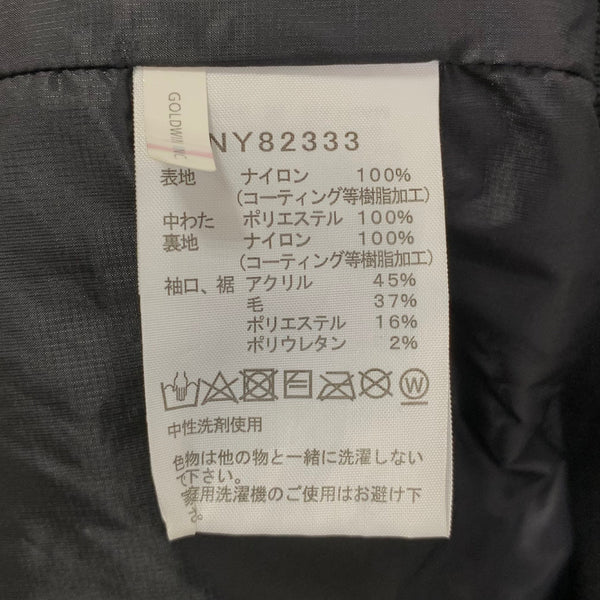 GOLDWIN INC
NY82333
表地 ナイロン 100%
(コーティング等樹脂加工)
中わた ポリエステル 100%
裏地 ナイロン 100%
(コーティング等樹脂加工)
袖口、裾 アクリル 45%
毛 37%
ポリエステル 16%
ポリウレタン 2%
W
中性洗剤使用
色物は他の物と一緒に洗濯しない
で下さい。
家庭用洗濯機のご使用はお避け下
さい。